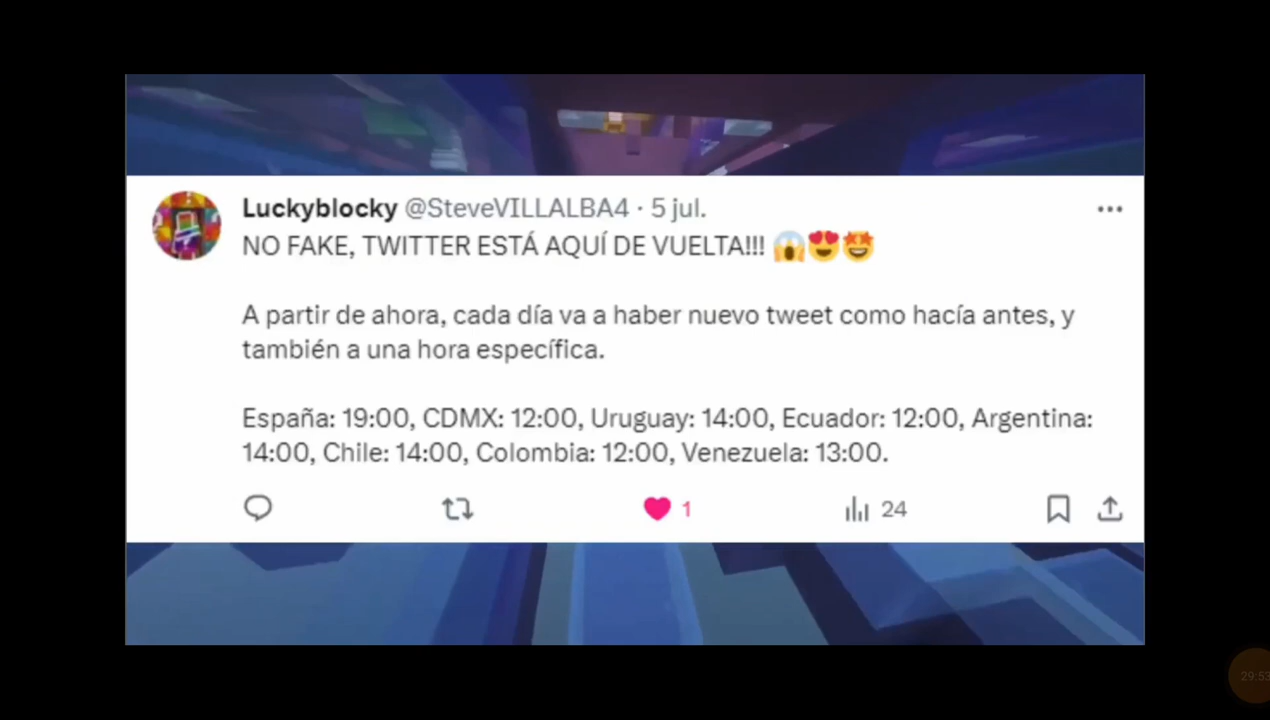 Luckyblocky @SteveVILLALBA4 · 5 jul.
NO FAKE, TWITTER ESTÁ AQUÍ DE VUELTA!!! 😱😍🤩
A partir de ahora, cada día va a haber nuevo tweet como hacía antes, y
también a una hora específica.
España: 19:00, CDMX: 12:00, Uruguay: 14:00, Ecuador: 12:00, Argentina:
14:00, Chile: 14:00, Colombia: 12:00, Venezuela: 13:00.
1
24
29:53